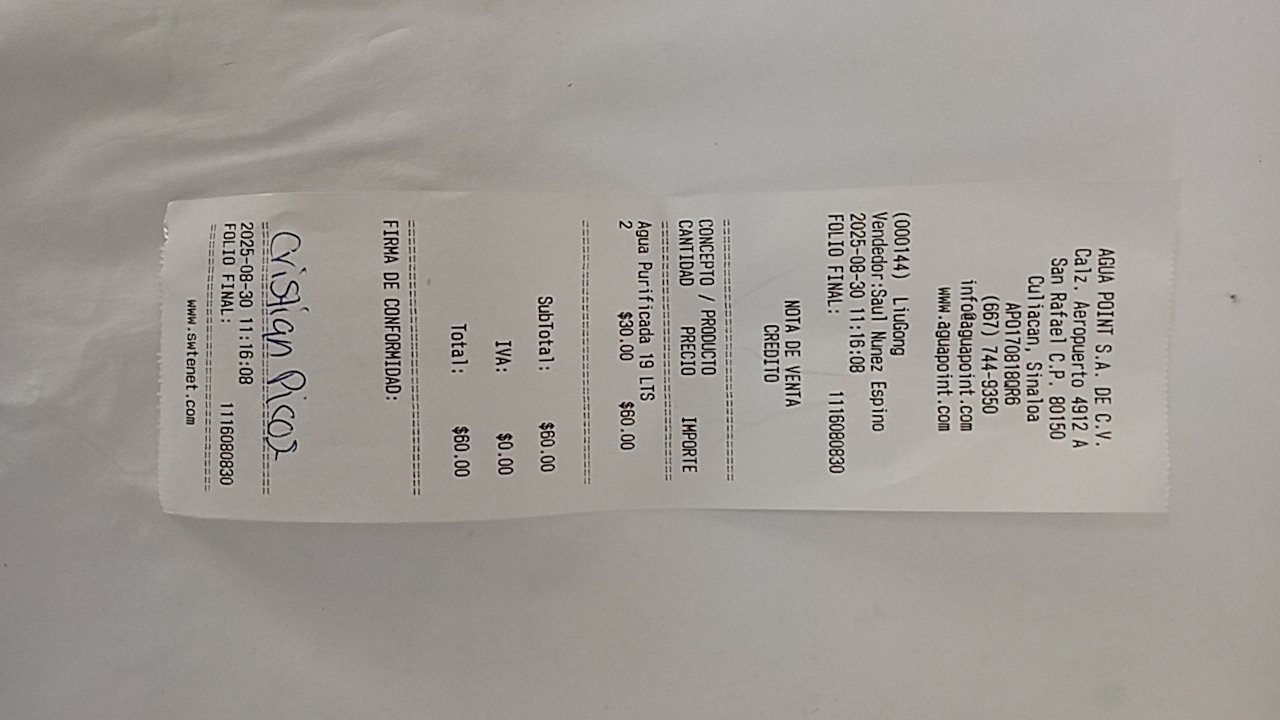 AGUA POINT S.A. DE C.V.
Calz. Aeropuerto 4912 A
San Rafael C.P. 80150
Culiacan, Sinaloa
APO170818QR6
(667) 744-9350
info@aguapoint.com
www.aguapoint.com
(000144) LiuGong
Vendedor:Saul Nunez Espino
2025-08-30 11:16:08
FOLIO FINAL: 1116080830
NOTA DE VENTA
CREDITO
================================
CONCEPTO / PRODUCTO
CANTIDAD PRECIO IMPORTE
================================
Agua Purificada 19 LTS
2 $30.00 $60.00
================================
SubTotal: $60.00
IVA: $0.00
Total: $60.00
================================
FIRMA DE CONFORMIDAD:
Cristian Picos
================================
2025-08-30 11:16:08
FOLIO FINAL: 1116080830
================================
www.swtenet.com